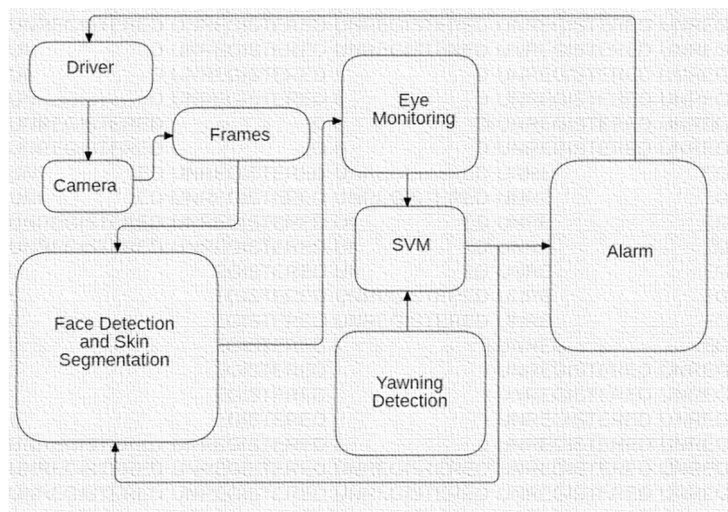 Driver
Camera
Frames
Face Detection
and Skin
Segmentation
Eye
Monitoring
SVM
Yawning
Detection
Alarm